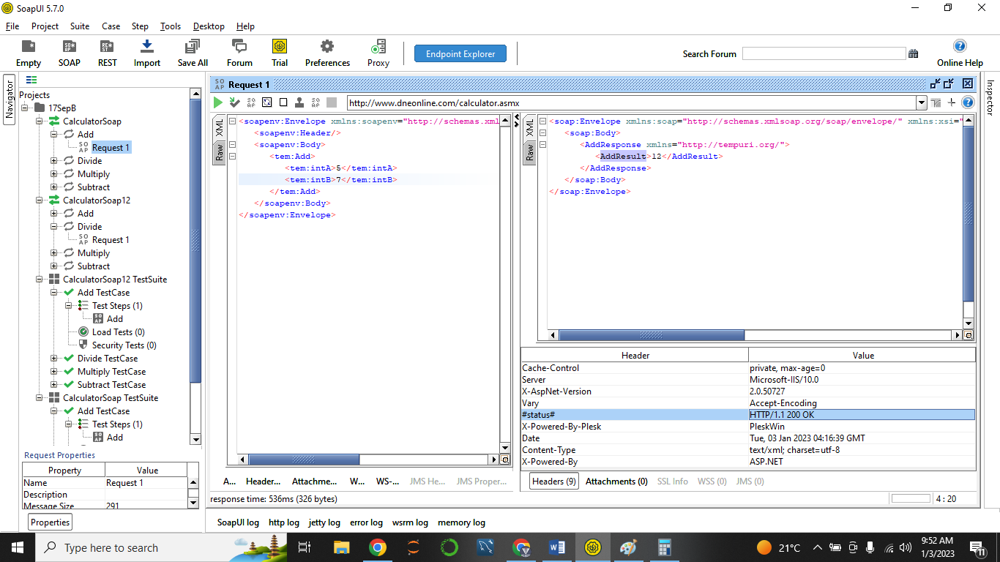 SoapUI 5.7.0
File Project Suite Case Step Tools Desktop Help
Empty SOAP REST Import Save All Forum Trial Preferences Proxy Endpoint Explorer Search Forum Online Help
Navigator
Projects
17SepB
CalculatorSoap
Add
Request 1
Divide
Multiply
Subtract
CalculatorSoap12
Add
Divide
Request 1
Multiply
Subtract
CalculatorSoap12 TestSuite
Add TestCase
Test Steps (1)
Add
Load Tests (0)
Security Tests (0)
Divide TestCase
Multiply TestCase
Subtract TestCase
CalculatorSoap TestSuite
Add TestCase
Test Steps (1)
Add
Request Properties
Property Value
Name Request 1
Description
Message Size 291
Properties
Request 1
http://www.dneonline.com/calculator.asmx
XML
Raw
<soapenv:Envelope xmlns:soapenv="http://schemas.xml
<soapenv:Header/>
<soapenv:Body>
<tem:Add>
<tem:intA>5</tem:intA>
<tem:intB>7</tem:intB>
</tem:Add>
</soapenv:Body>
</soapenv:Envelope>
A... Header... Attachme... W... WS-... JMS He... JMS Proper...
XML
Raw
<soap:Envelope xmlns:soap="http://schemas.xmlsoap.org/soap/envelope/" xmlns:xsi="
<soap:Body>
<AddResponse xmlns="http://tempuri.org/">
<AddResult>12</AddResult>
</AddResponse>
</soap:Body>
</soap:Envelope>
Header Value
Cache-Control private, max-age=0
Server Microsoft-IIS/10.0
X-AspNet-Version 2.0.50727
Vary Accept-Encoding
#status# HTTP/1.1 200 OK
X-Powered-By-Plesk PleskWin
Date Tue, 03 Jan 2023 04:16:39 GMT
Content-Type text/xml; charset=utf-8
X-Powered-By ASP.NET
Headers (9) Attachments (0) SSL Info WSS (0) JMS (0)
response time: 536ms (326 bytes)
4 : 20
Inspector
SoapUI log http log jetty log error log wsrm log memory log
Type here to search
21°C
9:52 AM
1/3/2023
11